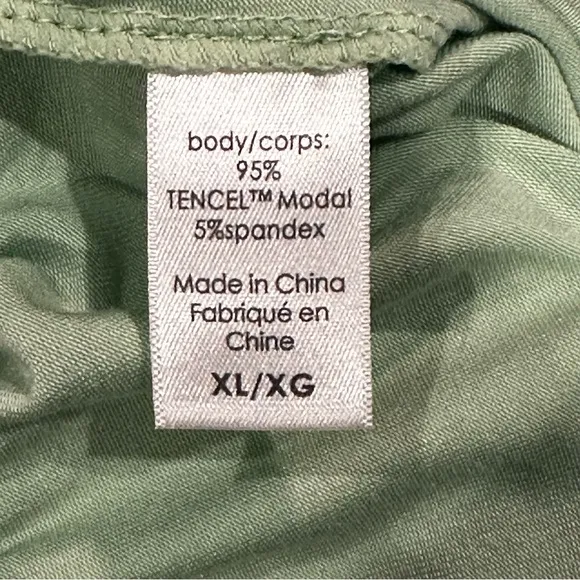 body/corps:
95%
TENCEL™ Modal
5%spandex
Made in China
Fabriqué en
Chine
XL/XG